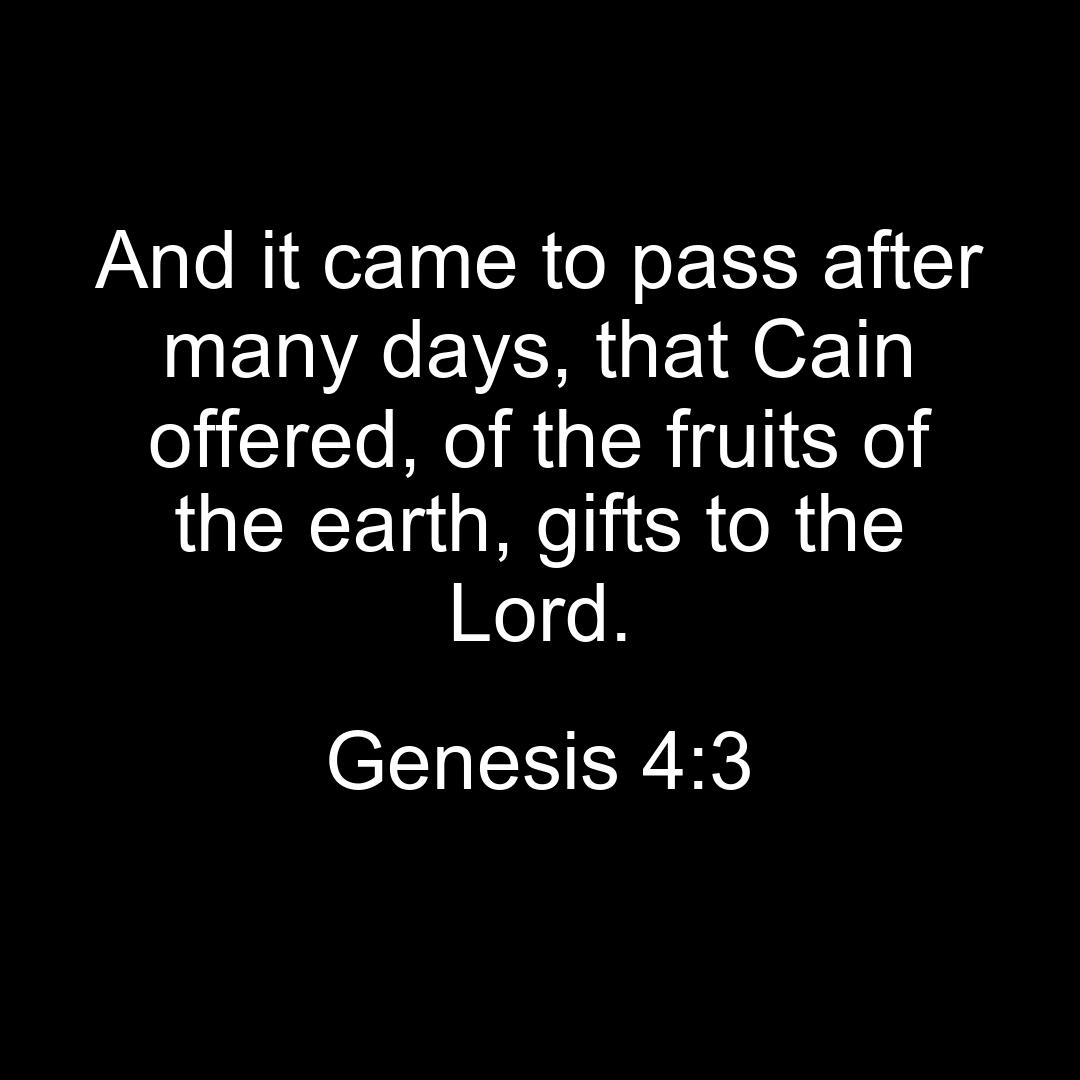 And it came to pass after
many days, that Cain
offered, of the fruits of
the earth, gifts to the
Lord.
Genesis 4:3